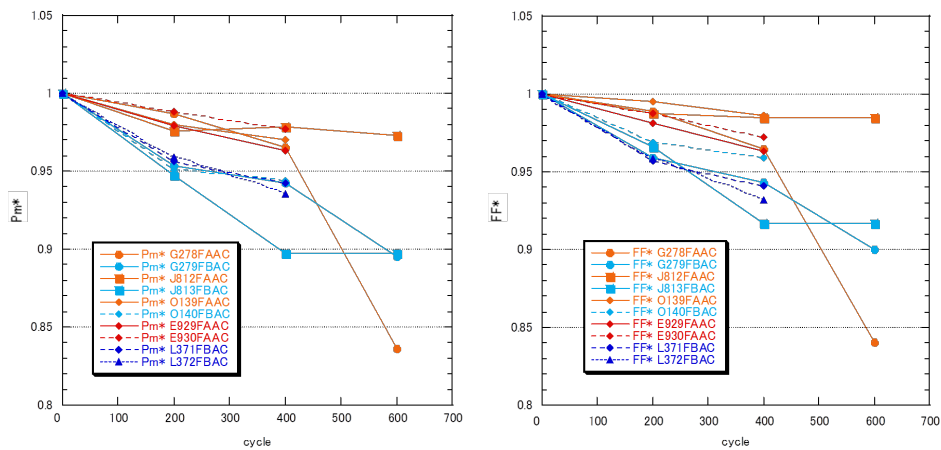 1.05
1
0.95
0.9
0.85
0.8
Pm*
Pm* G278FAAC
Pm* G279FBAC
Pm* J812FAAC
Pm* J813FBAC
Pm* O139FAAC
Pm* O140FBAC
Pm* E929FAAC
Pm* E930FAAC
Pm* L371FBAC
Pm* L372FBAC
0 100 200 300 400 500 600 700
cycle
1.05
1
0.95
0.9
0.85
0.8
FF*
FF* G278FAAC
FF* G279FBAC
FF* J812FAAC
FF* J813FBAC
FF* O139FAAC
FF* O140FBAC
FF* E929FAAC
FF* E930FAAC
FF* L371FBAC
FF* L372FBAC
0 100 200 300 400 500 600 700
cycle